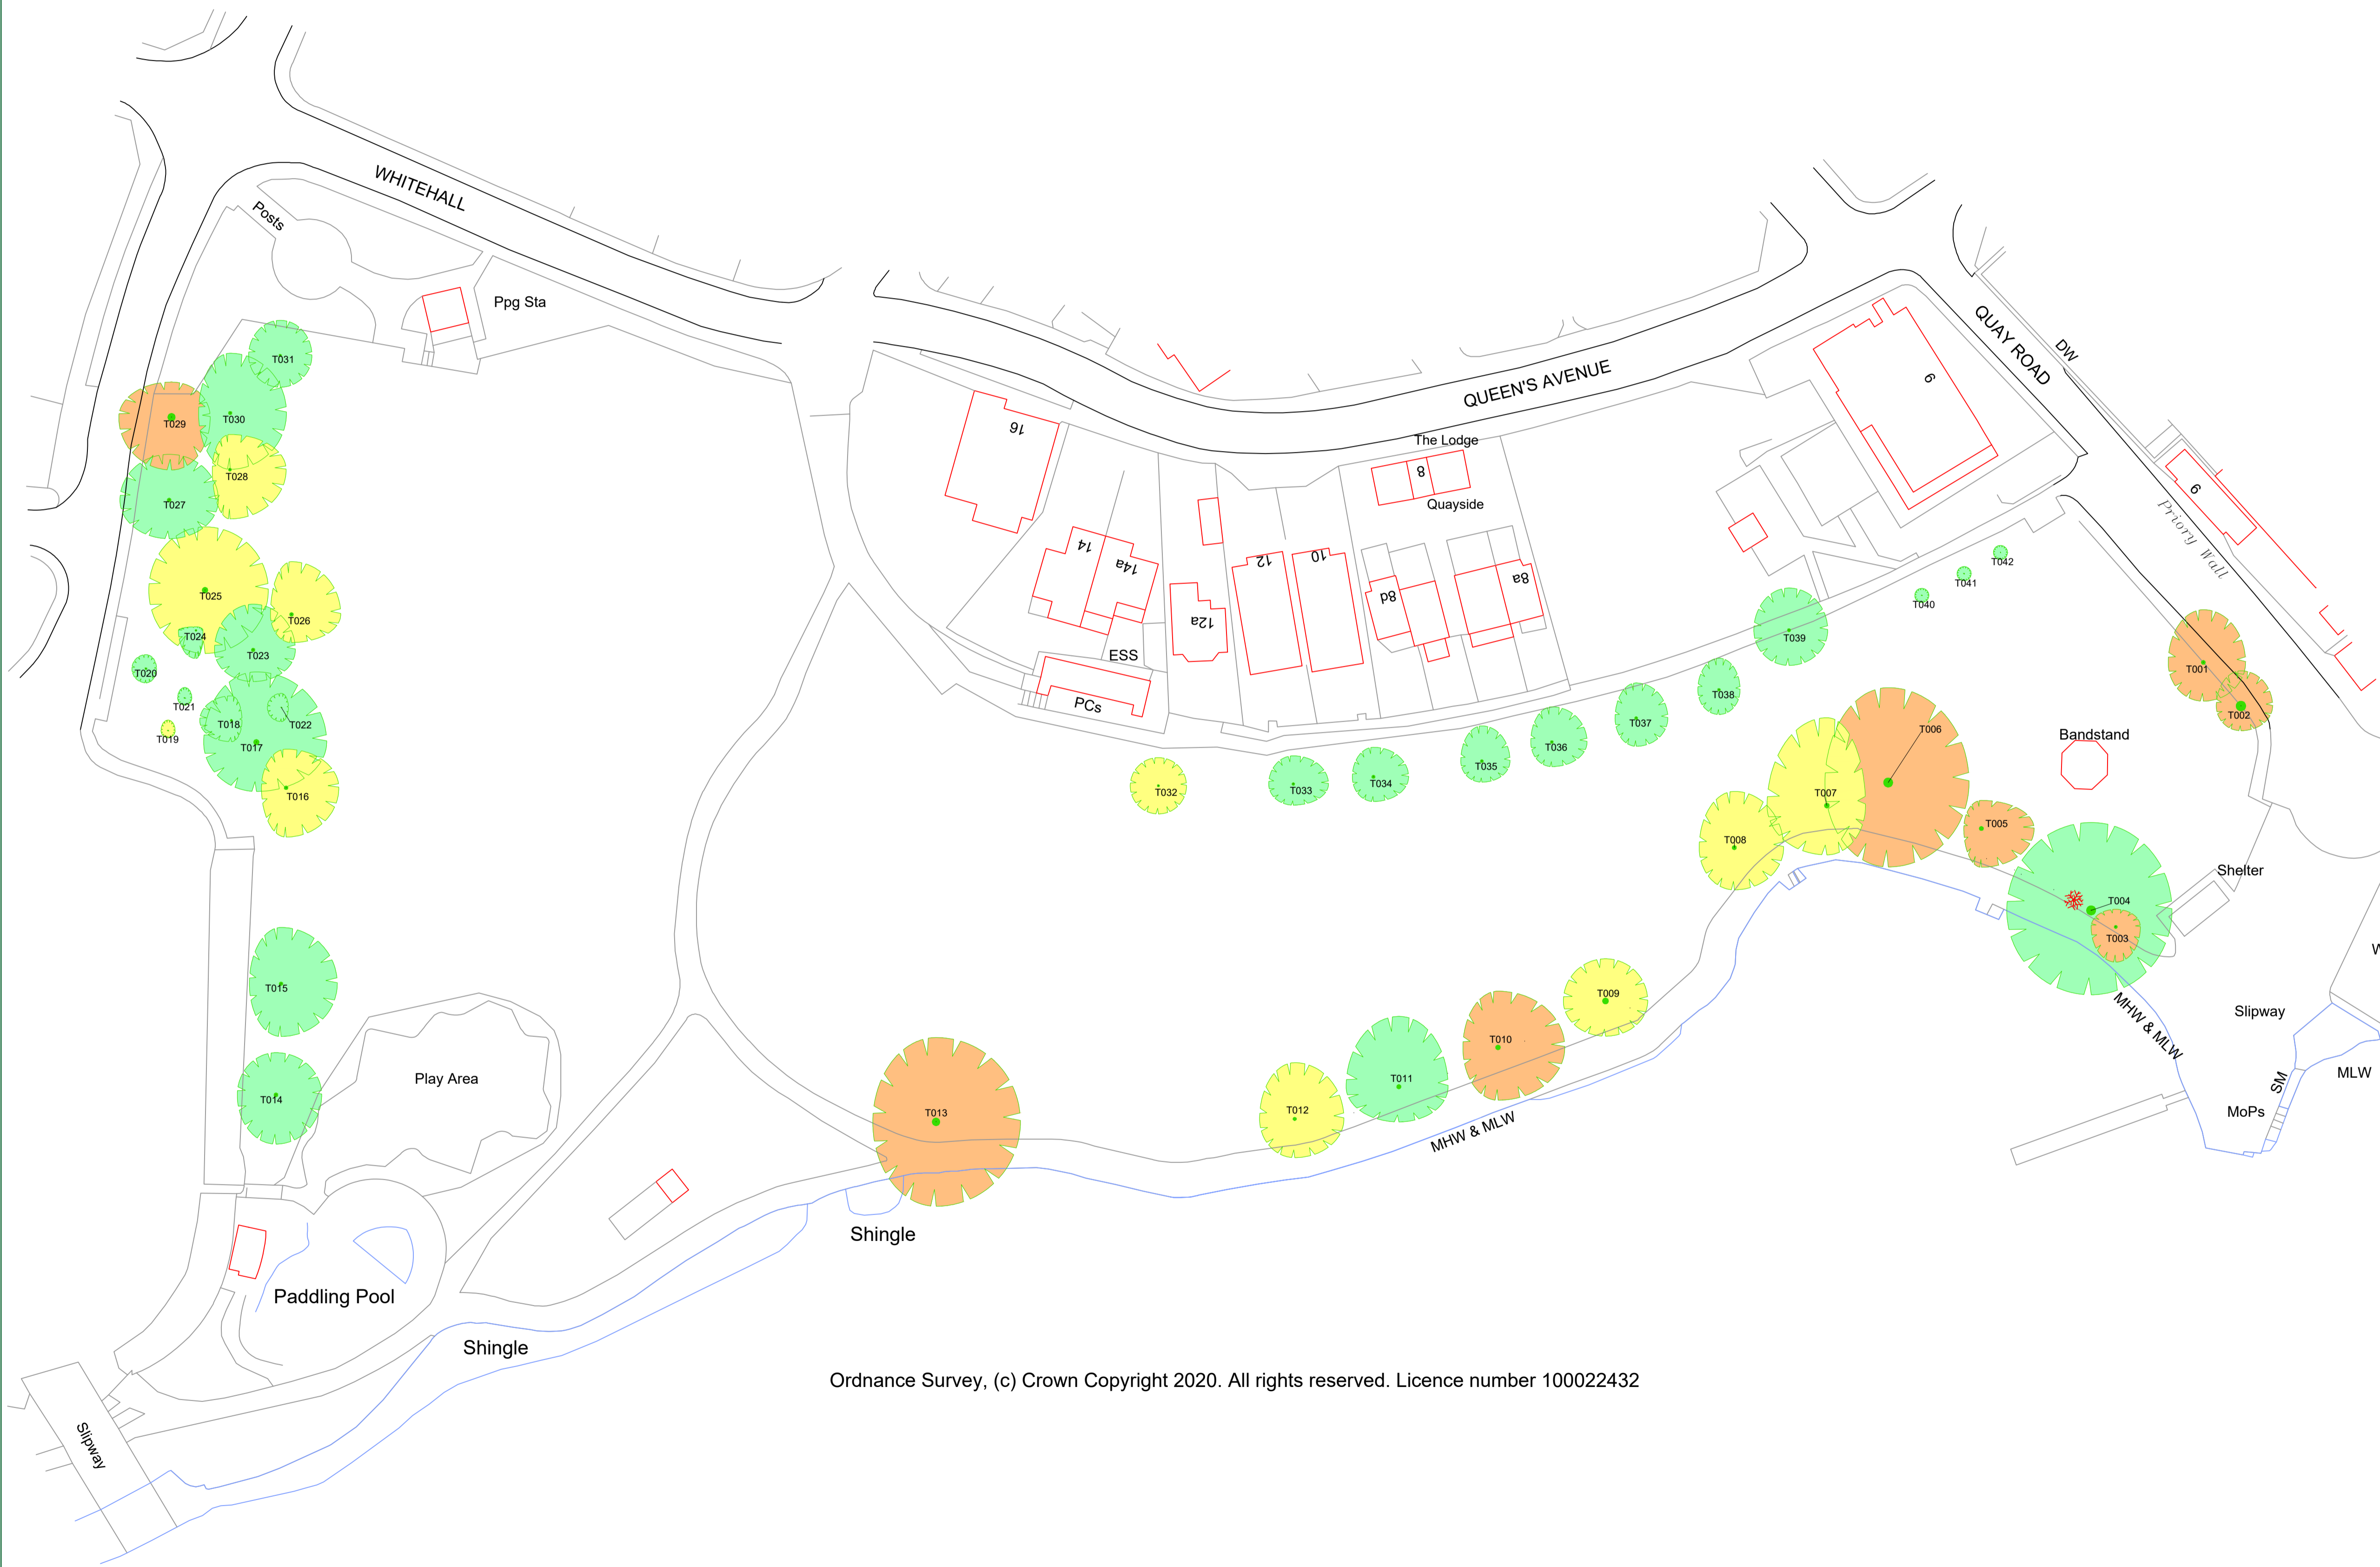 WHITEHALL
Posts
Ppg Sta
QUEEN'S AVENUE
QUAY ROAD
DW
6
9
Priory Wall
16
14
14a
12a
12
10
The Lodge
8
Quayside
8d
8a
ESS
PCs
T031
T029
T030
T028
T027
T025
T026
T024
T023
T020
T021
T018
T022
T019
T017
T016
T015
T014
T042
T041
T040
T039
T038
T037
T036
T035
T034
T033
T032
T001
T002
Bandstand
T006
T007
T005
T008
Shelter
T004
T003
T009
T010
T011
T012
T013
MHW & MLW
MHW & MLW
Slipway
MLW
SM
MoPs
W
Play Area
Shingle
Paddling Pool
Shingle
Slipway
Ordnance Survey, (c) Crown Copyright 2020. All rights reserved. Licence number 100022432